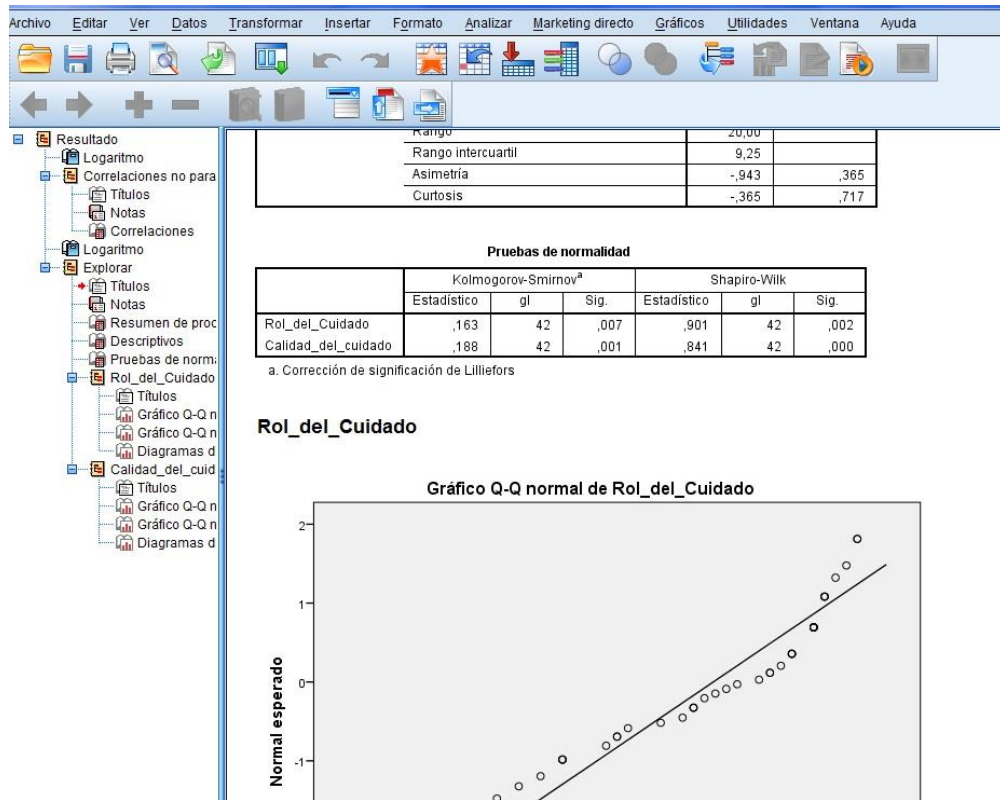 Archivo Editar Ver Datos Transformar Insertar Formato Analizar Marketing directo Gráficos Utilidades Ventana Ayuda
Resultado
Logaritmo
Correlaciones no para
Títulos
Notas
Correlaciones
Logaritmo
Explorar
Títulos
Notas
Resumen de proc
Descriptivos
Pruebas de norma
Rol_del_Cuidado
Títulos
Gráfico Q-Q n
Gráfico Q-Q n
Diagramas d
Calidad_del_cuid
Títulos
Gráfico Q-Q n
Gráfico Q-Q n
Diagramas d
Rango 20,00
Rango intercuartil 9,25
Asimetría -,943 ,365
Curtosis -,365 ,717
Pruebas de normalidad
Kolmogorov-Smirnovª Shapiro-Wilk
Estadístico gl Sig. Estadístico gl Sig.
Rol_del_Cuidado ,163 42 ,007 ,901 42 ,002
Calidad_del_cuidado ,188 42 ,001 ,841 42 ,000
a. Corrección de significación de Lilliefors
Rol_del_Cuidado
Gráfico Q-Q normal de Rol_del_Cuidado
2
1
0
-1
Normal esperado